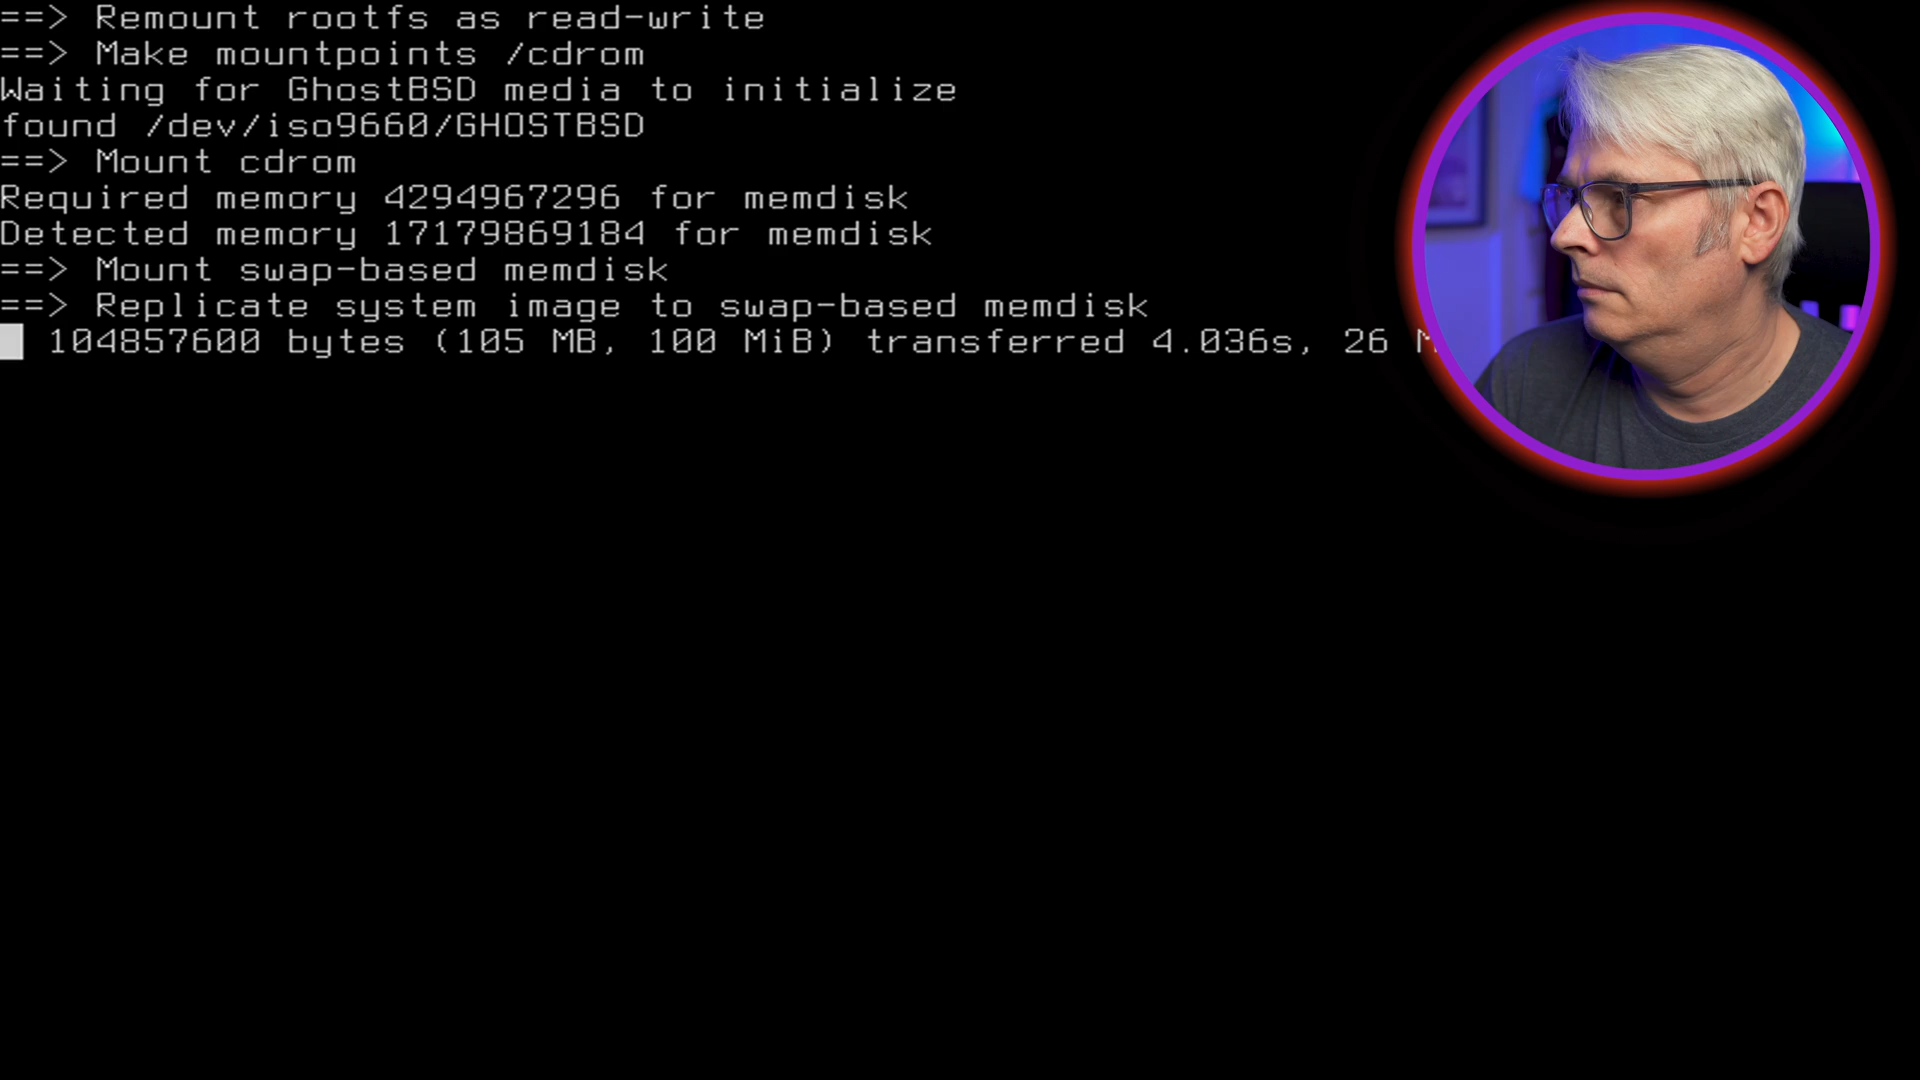 ==> Remount rootfs as read-write
==> Make mountpoints /cdrom
Waiting for GhostBSD media to initialize
found /dev/iso9660/GHOSTBSD
==> Mount cdrom
Required memory 4294967296 for memdisk
Detected memory 17179869184 for memdisk
==> Mount swap-based memdisk
==> Replicate system image to swap-based memdisk
104857600 bytes (105 MB, 100 MiB) transferred 4.036s, 26